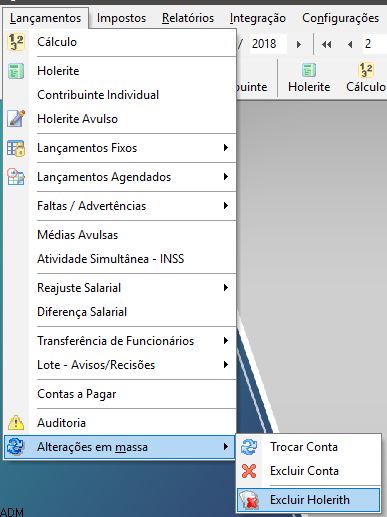 Lançamentos Impostos Relatórios Integração Configurações
/ 2018 2
Cálculo
Holerite
Contribuinte Individual
Holerite Avulso
Lançamentos Fixos
Lançamentos Agendados
Faltas / Advertências
Médias Avulsas
Atividade Simultânea - INSS
Reajuste Salarial
Diferença Salarial
Transferência de Funcionários
Lote - Avisos/Recisões
Contas a Pagar
Auditoria
Alterações em massa
uinte Holerite Cálculo
Trocar Conta
Excluir Conta
Excluir Holerith
ADM